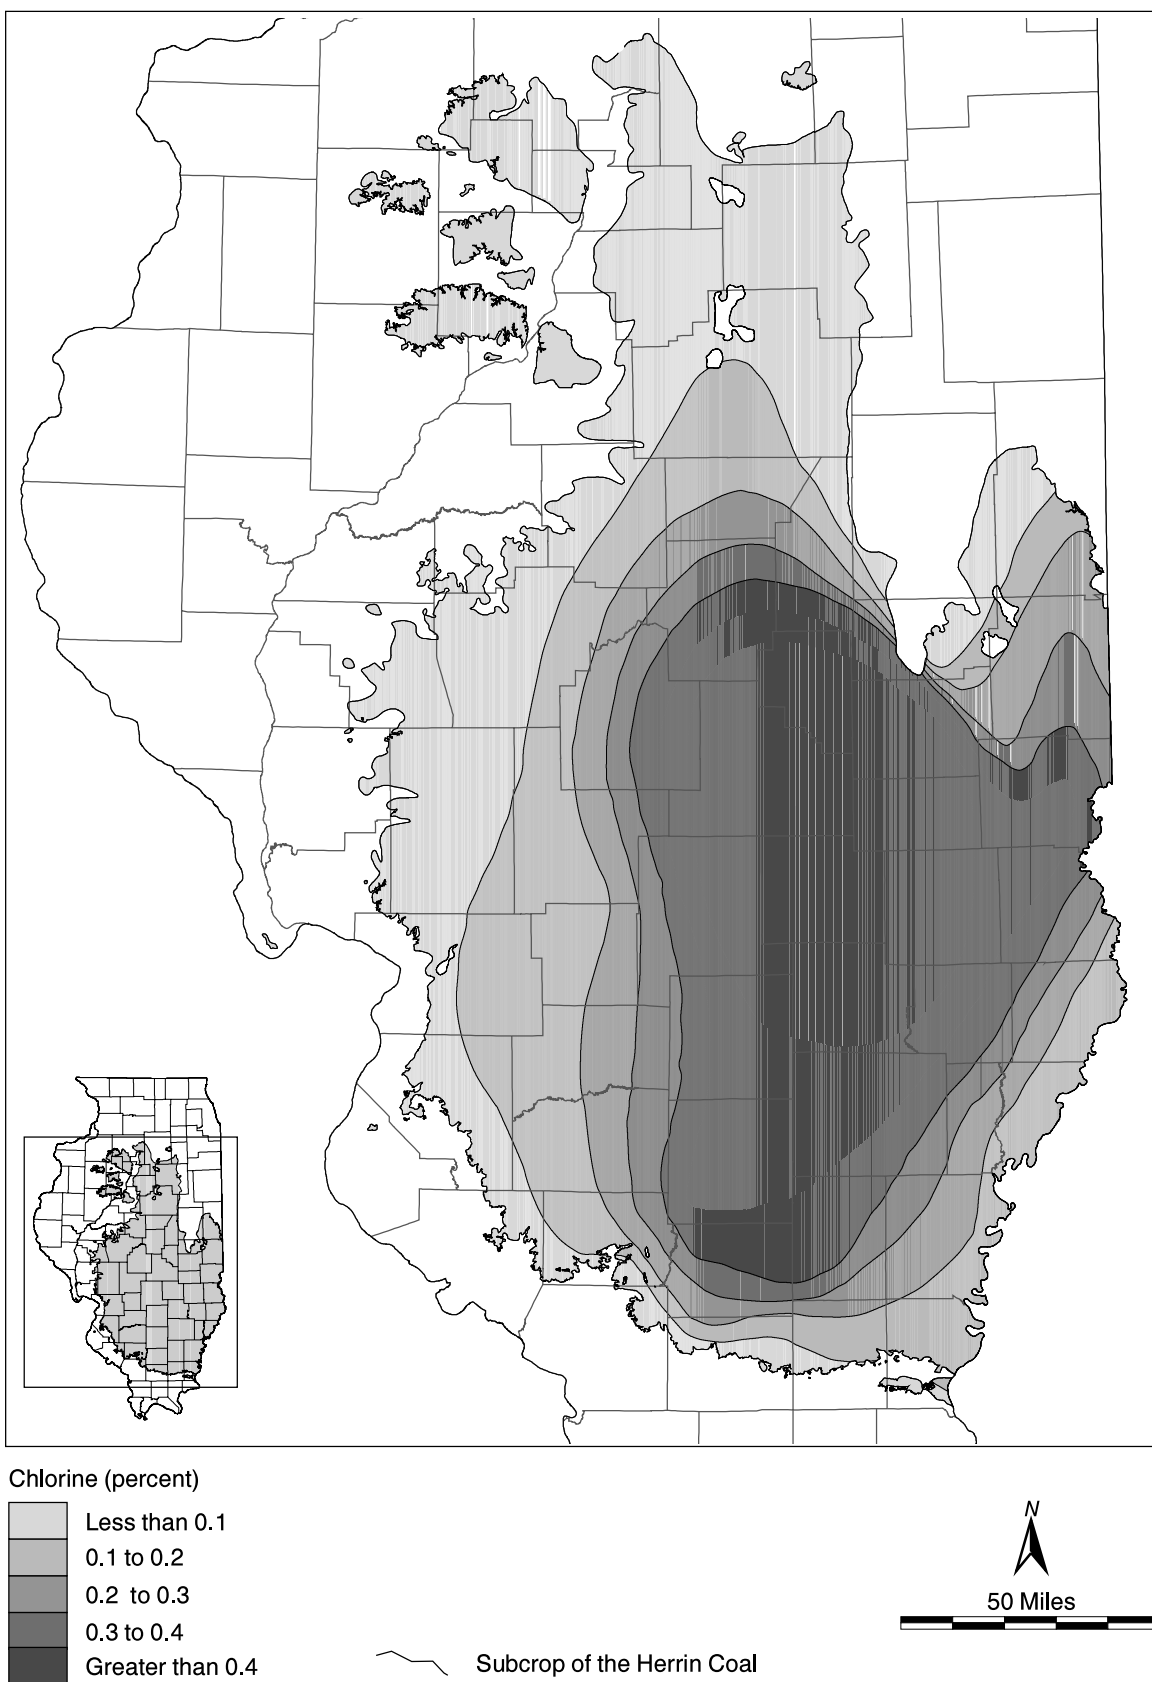 Chlorine (percent)
Less than 0.1
0.1 to 0.2
0.2 to 0.3
0.3 to 0.4
Greater than 0.4
Subcrop of the Herrin Coal
N
50 Miles